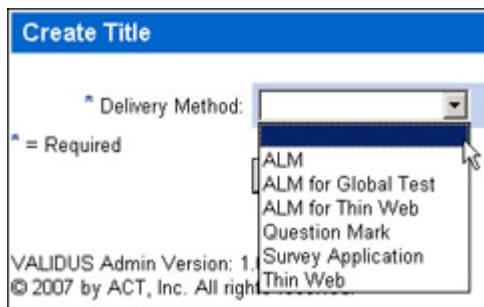 Create Title
* Delivery Method:
* = Required
ALM
ALM for Global Test
ALM for Thin Web
Question Mark
Survey Application
Thin Web
VALIDUS Admin Version: 1.
© 2007 by ACT, Inc. All